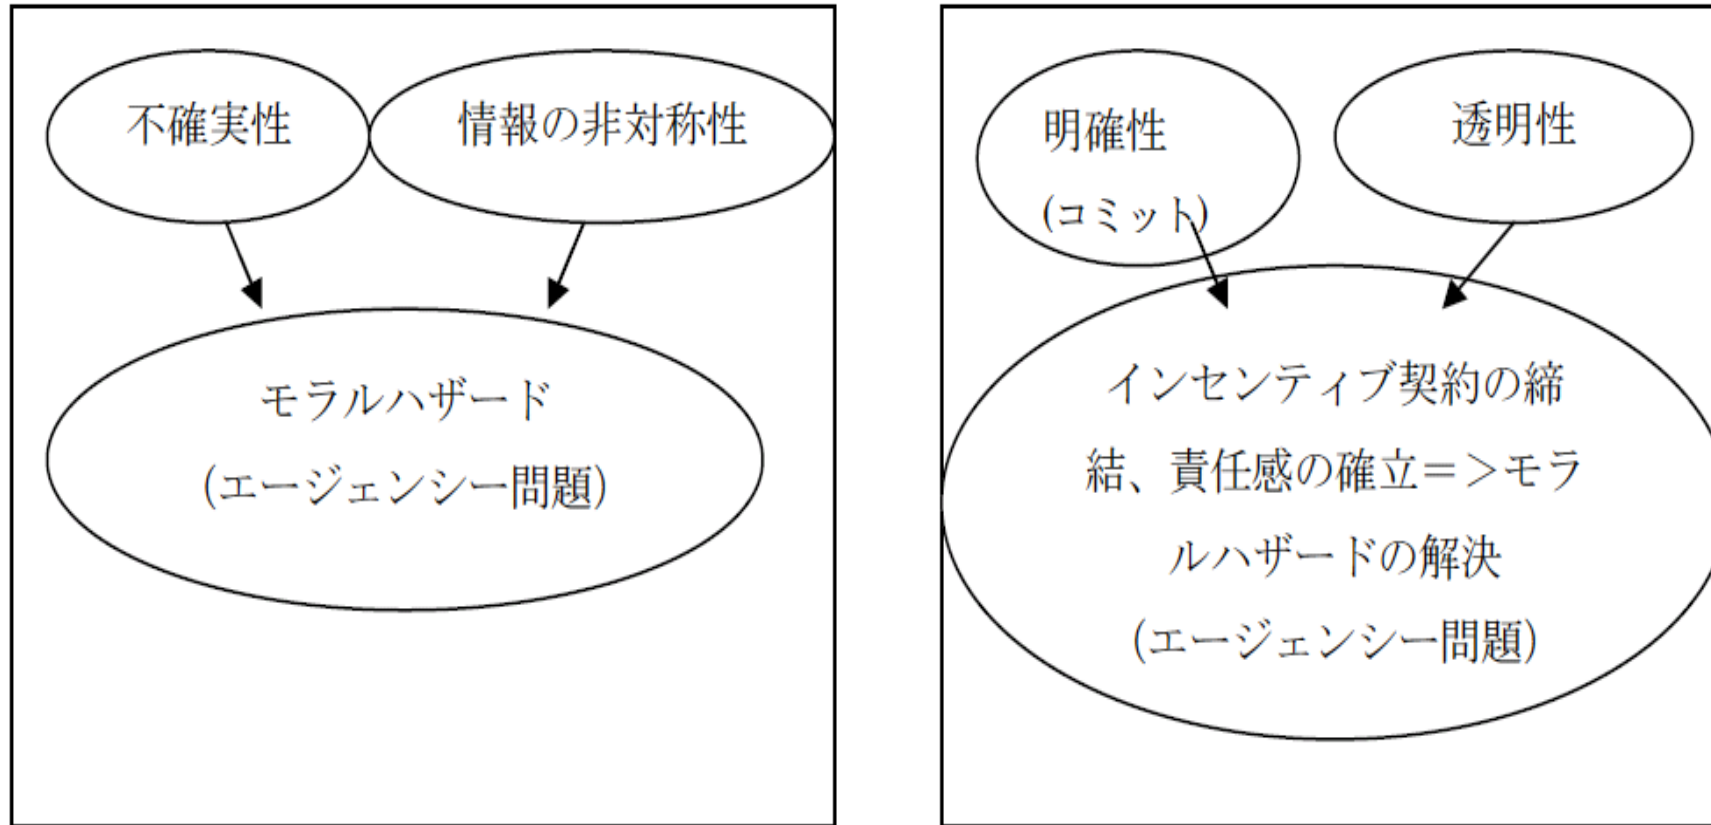 不確実性
情報の非対称性
モラルハザード
(エージェンシー問題)
明確性
(コミット)
透明性
インセンティブ契約の締
結、責任感の確立=>モラ
ルハザードの解決
(エージェンシー問題)